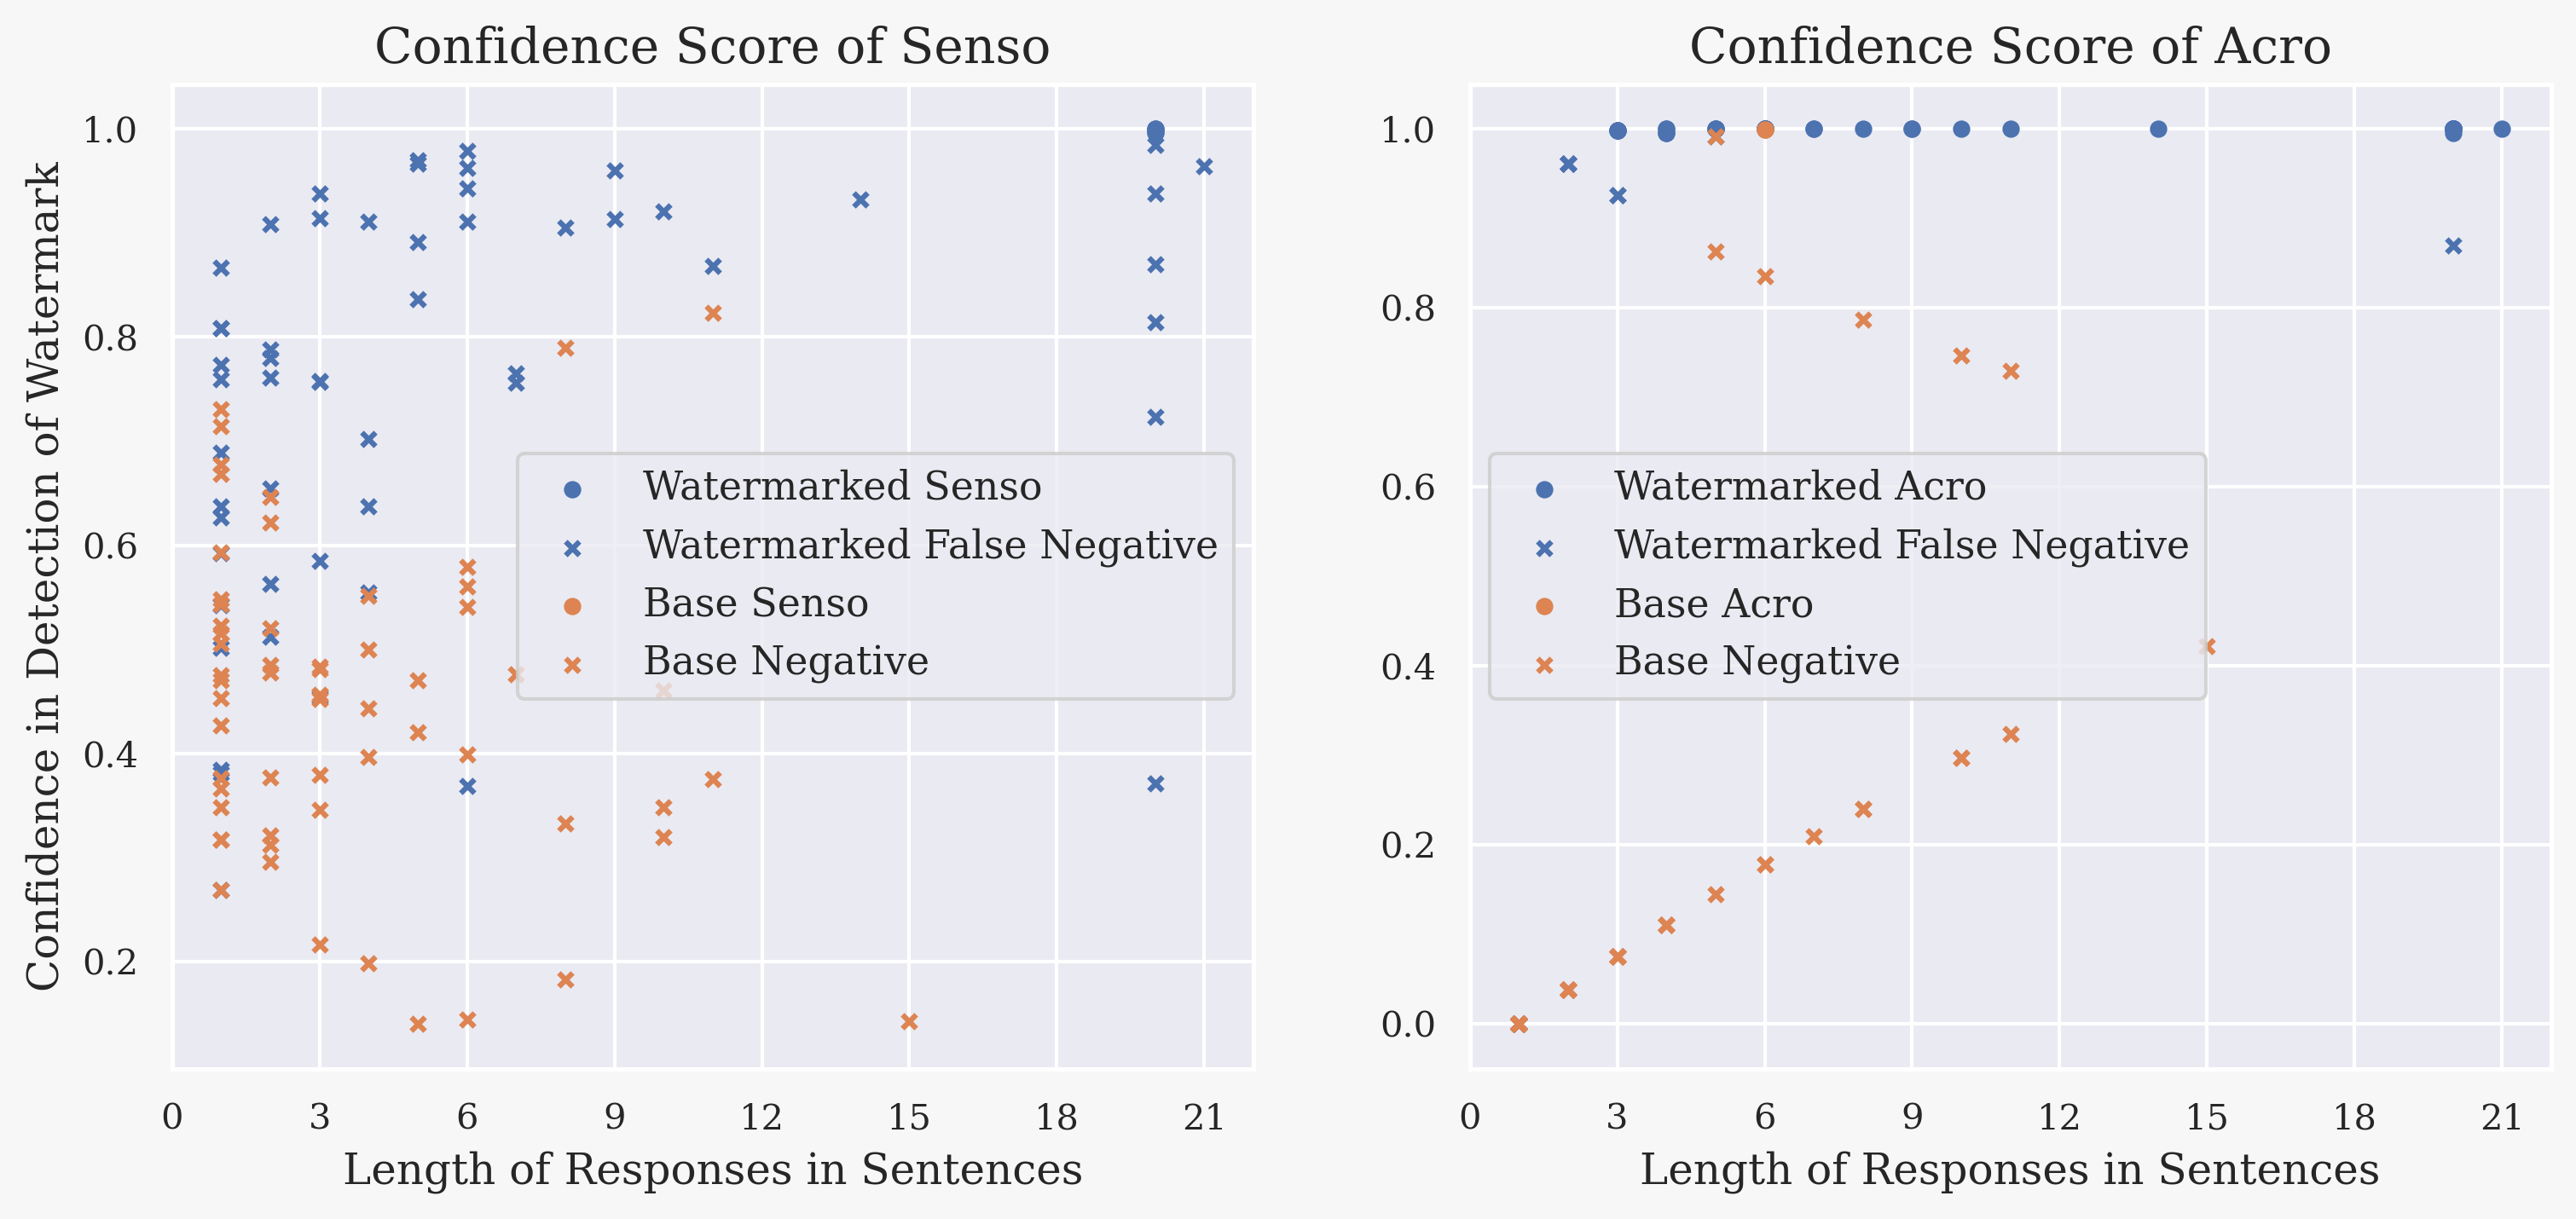 Confidence Score of Senso
Confidence in Detection of Watermark
1.0
0.8
0.6
0.4
0.2
Watermarked Senso
Watermarked False Negative
Base Senso
Base Negative
0 3 6 9 12 15 18 21
Length of Responses in Sentences
Confidence Score of Acro
1.0
0.8
0.6
0.4
0.2
0.0
Watermarked Acro
Watermarked False Negative
Base Acro
Base Negative
0 3 6 9 12 15 18 21
Length of Responses in Sentences